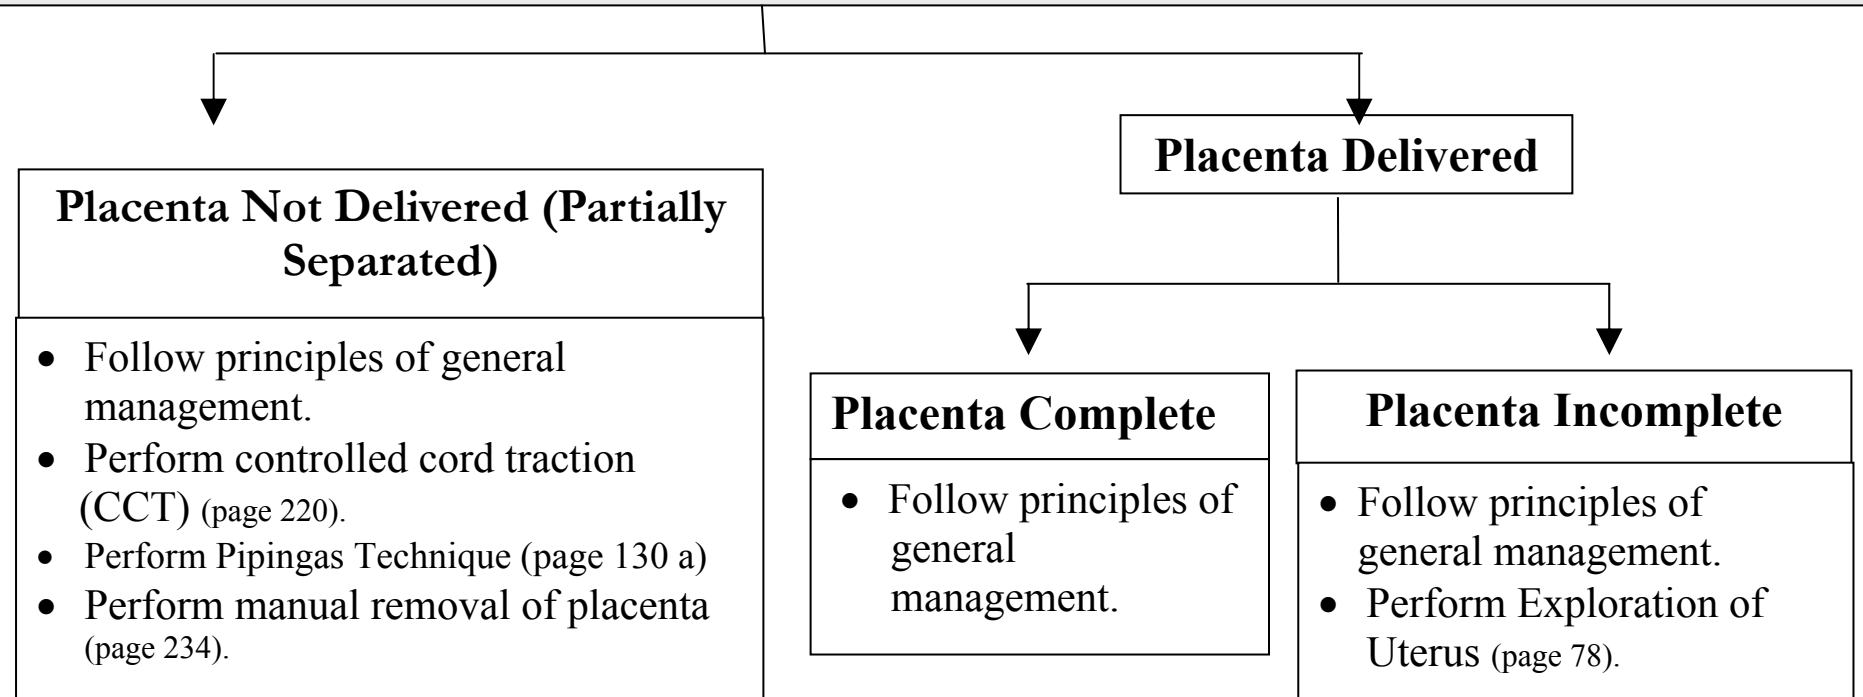 Placenta Delivered
Placenta Not Delivered (Partially
Separated)
• Follow principles of general
management.
• Perform controlled cord traction
(CCT) (page 220).
• Perform Pipingas Technique (page 130 a)
• Perform manual removal of placenta
(page 234).
Placenta Complete
• Follow principles of
general
management.
Placenta Incomplete
• Follow principles of
general management.
• Perform Exploration of
Uterus (page 78).